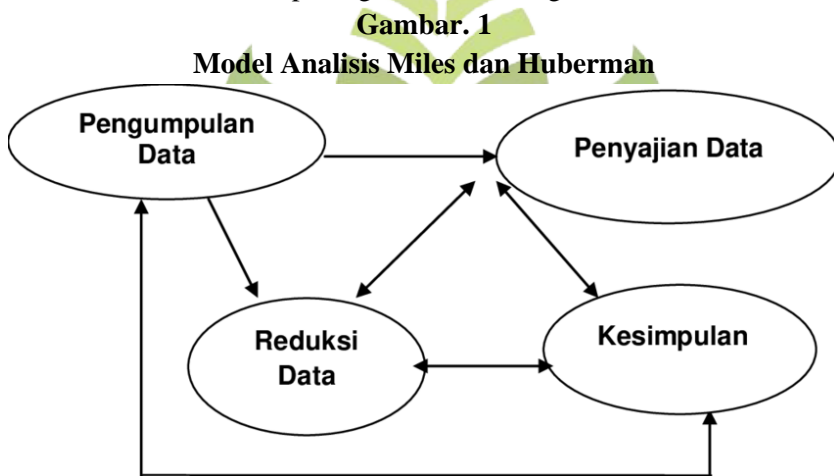 Gambar. 1
Model Analisis Miles dan Huberman
Pengumpulan
Data
Penyajian Data
Reduksi
Data
Kesimpulan